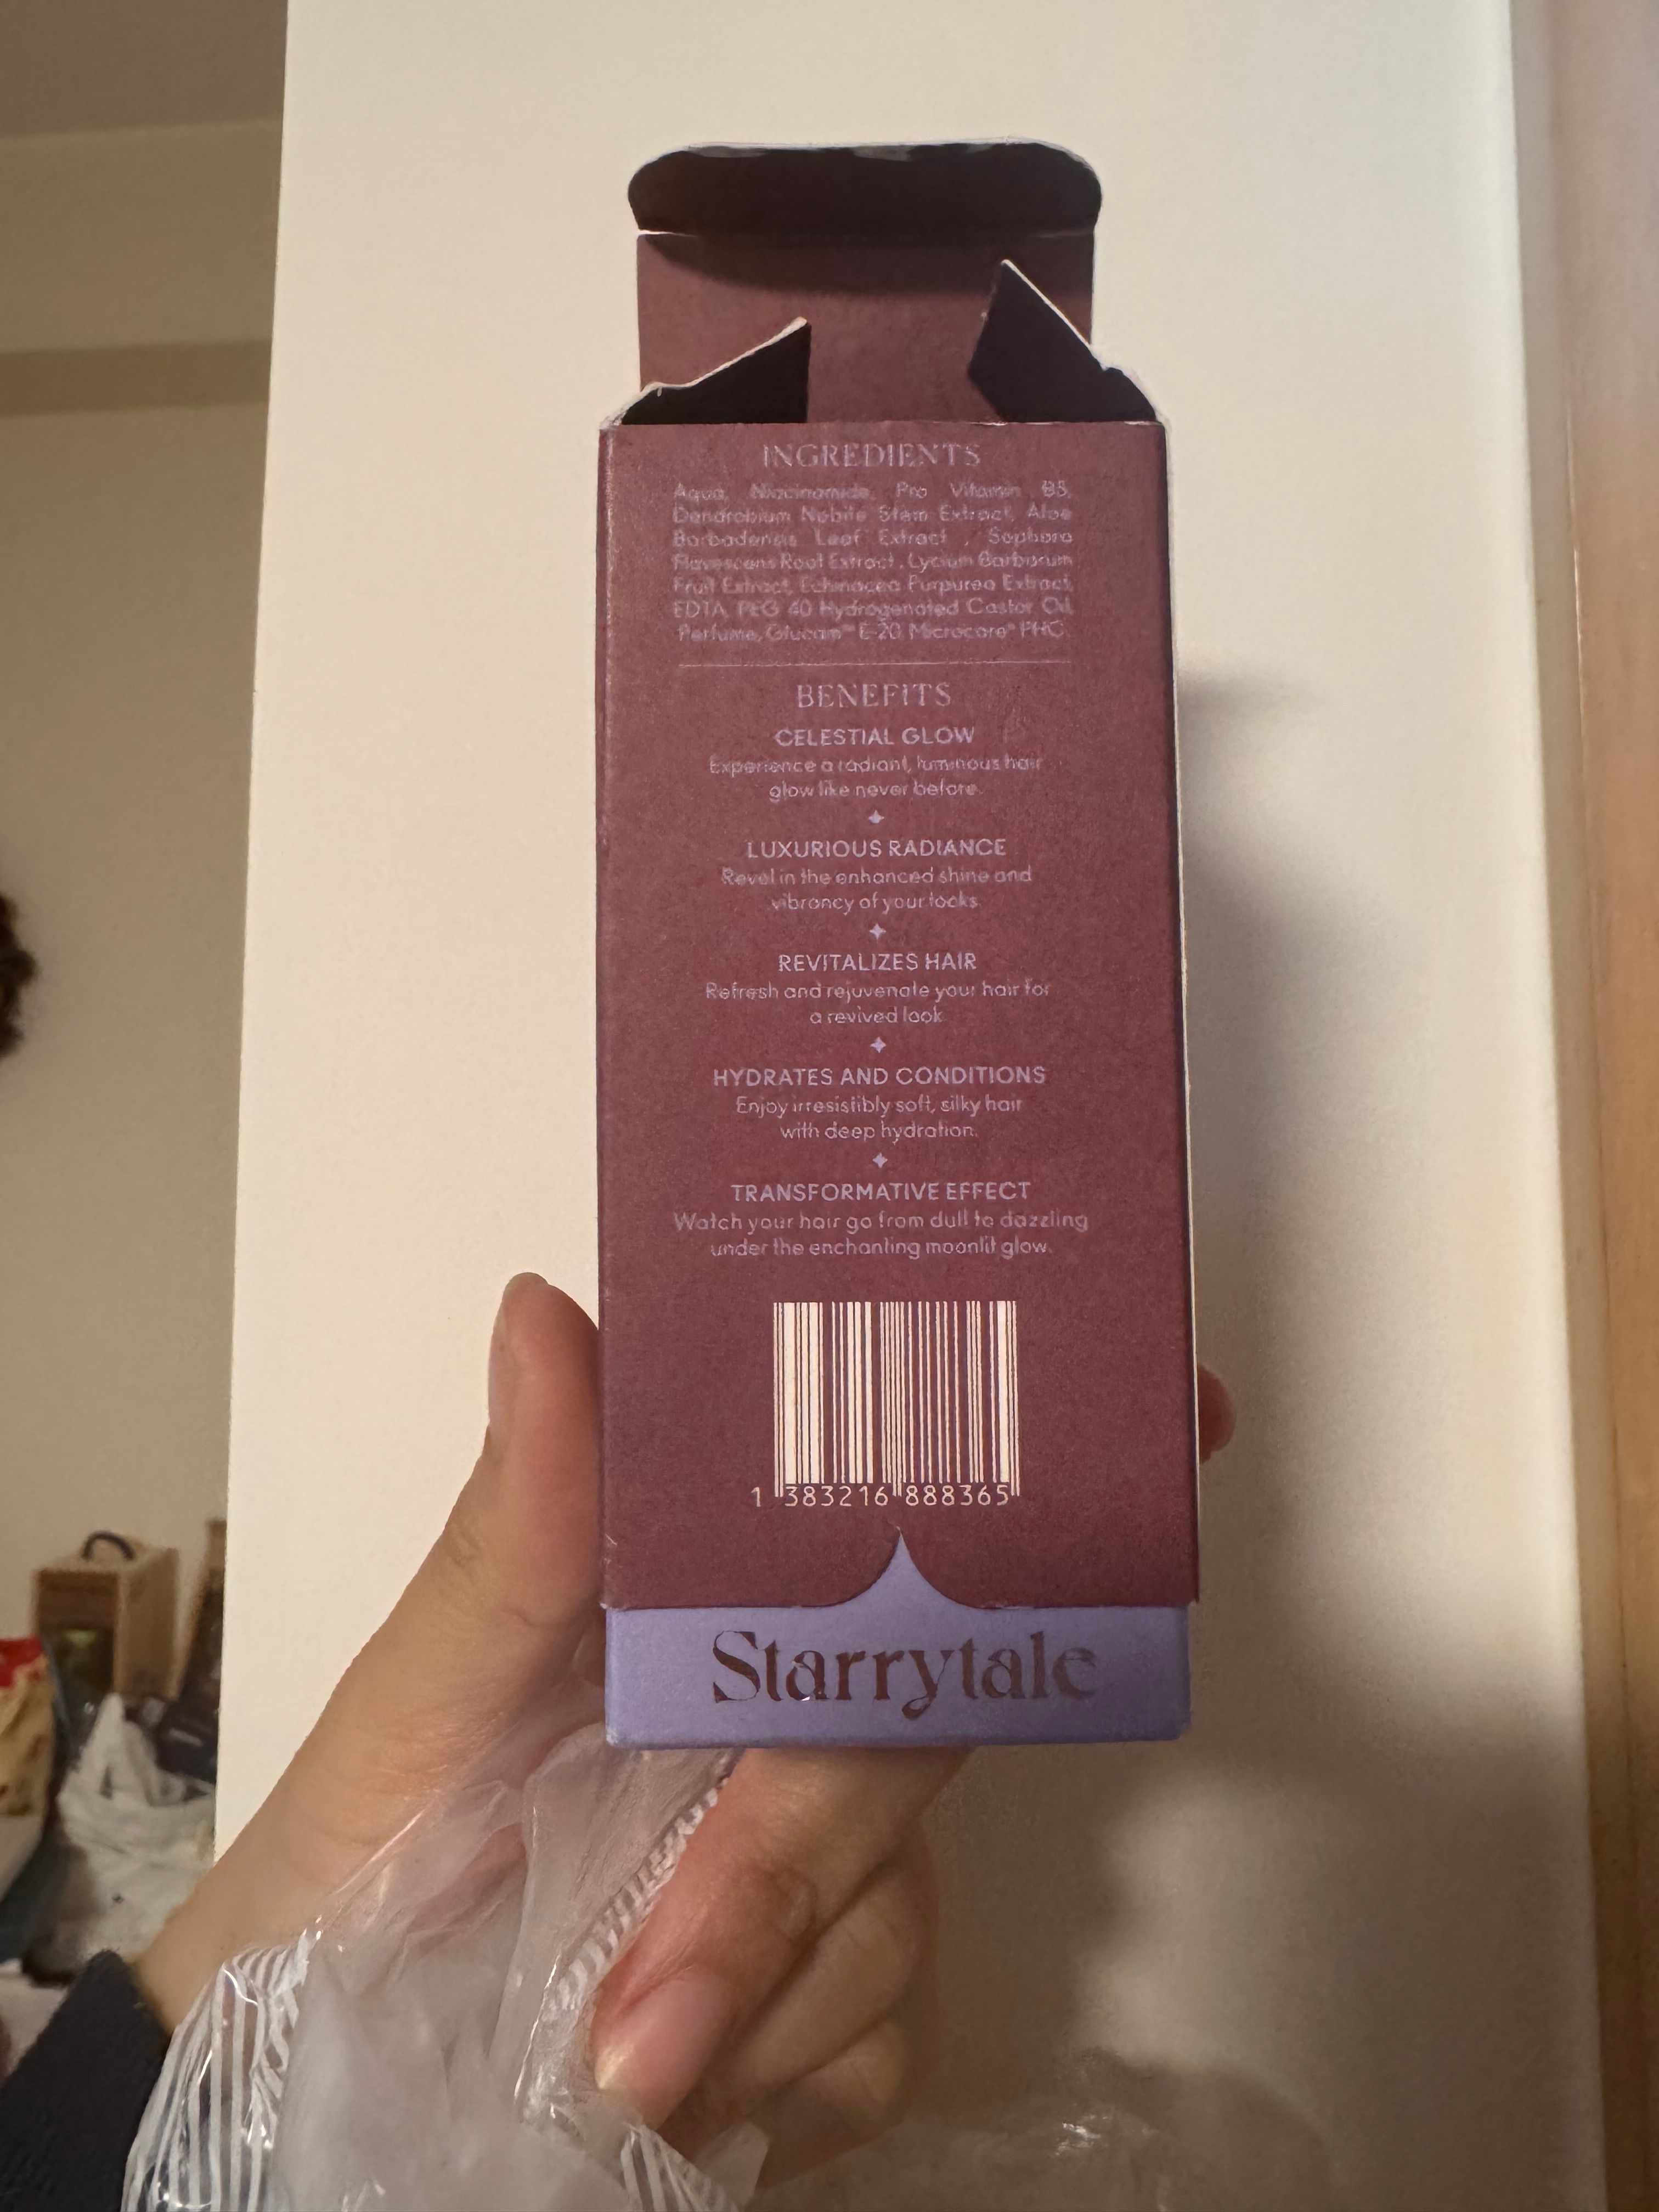 INGREDIENTS
Aqua, Niacinamide, Pro Vitamin B5,
Dendrobium Nobile Stem Extract, Aloe
Barbadensis Leaf Extract , Sophora
Flavescens Root Extract , Lycium Barbarum
Fruit Extract, Echinacea Purpurea Extract,
EDTA, PEG 40 Hydrogenated Castor Oil,
Perfume, Glucam™ E-20, Microcare® PHC
BENEFITS
CELESTIAL GLOW
Experience a radiant, luminous hair
glow like never before.
LUXURIOUS RADIANCE
Revel in the enhanced shine and
vibrancy of your locks.
REVITALIZES HAIR
Refresh and rejuvenate your hair for
a revived look
HYDRATES AND CONDITIONS
Enjoy irresistibly soft, silky hair
with deep hydration.
TRANSFORMATIVE EFFECT
Watch your hair go from dull to dazzling
under the enchanting moonlit glow.
1 383216 888365
Starrytale